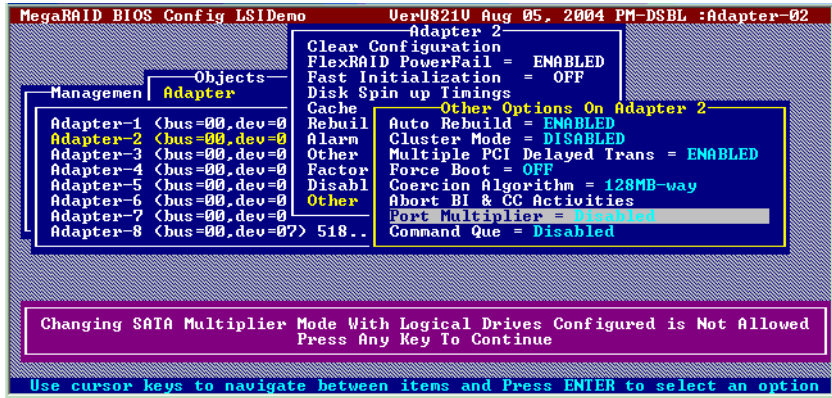 MegaRAID BIOS Config LSIDemo VerU821V Aug 05, 2004 PM-DSBL :Adapter-02
Adapter 2
Clear Configuration
FlexRAID PowerFail = ENABLED
Fast Initialization = OFF
Disk Spin up Timings
Cache
Rebuil
Alarm
Other
Factor
Disabl
Other
Objects
Adapter
Managemen
Adapter-1 (bus=00,dev=0
Adapter-2 (bus=00,dev=0
Adapter-3 (bus=00,dev=0
Adapter-4 (bus=00,dev=0
Adapter-5 (bus=00,dev=0
Adapter-6 (bus=00,dev=0
Adapter-7 (bus=00,dev=0
Adapter-8 (bus=00,dev=07) 518..
Other Options On Adapter 2
Auto Rebuild = ENABLED
Cluster Mode = DISABLED
Multiple PCI Delayed Trans = ENABLED
Force Boot = OFF
Coercion Algorithm = 128MB-way
Abort BI & CC Activities
Port Multiplier = Disabled
Command Que = Disabled
Changing SATA Multiplier Mode With Logical Drives Configured is Not Allowed
Press Any Key To Continue
Use cursor keys to navigate between items and Press ENTER to select an option